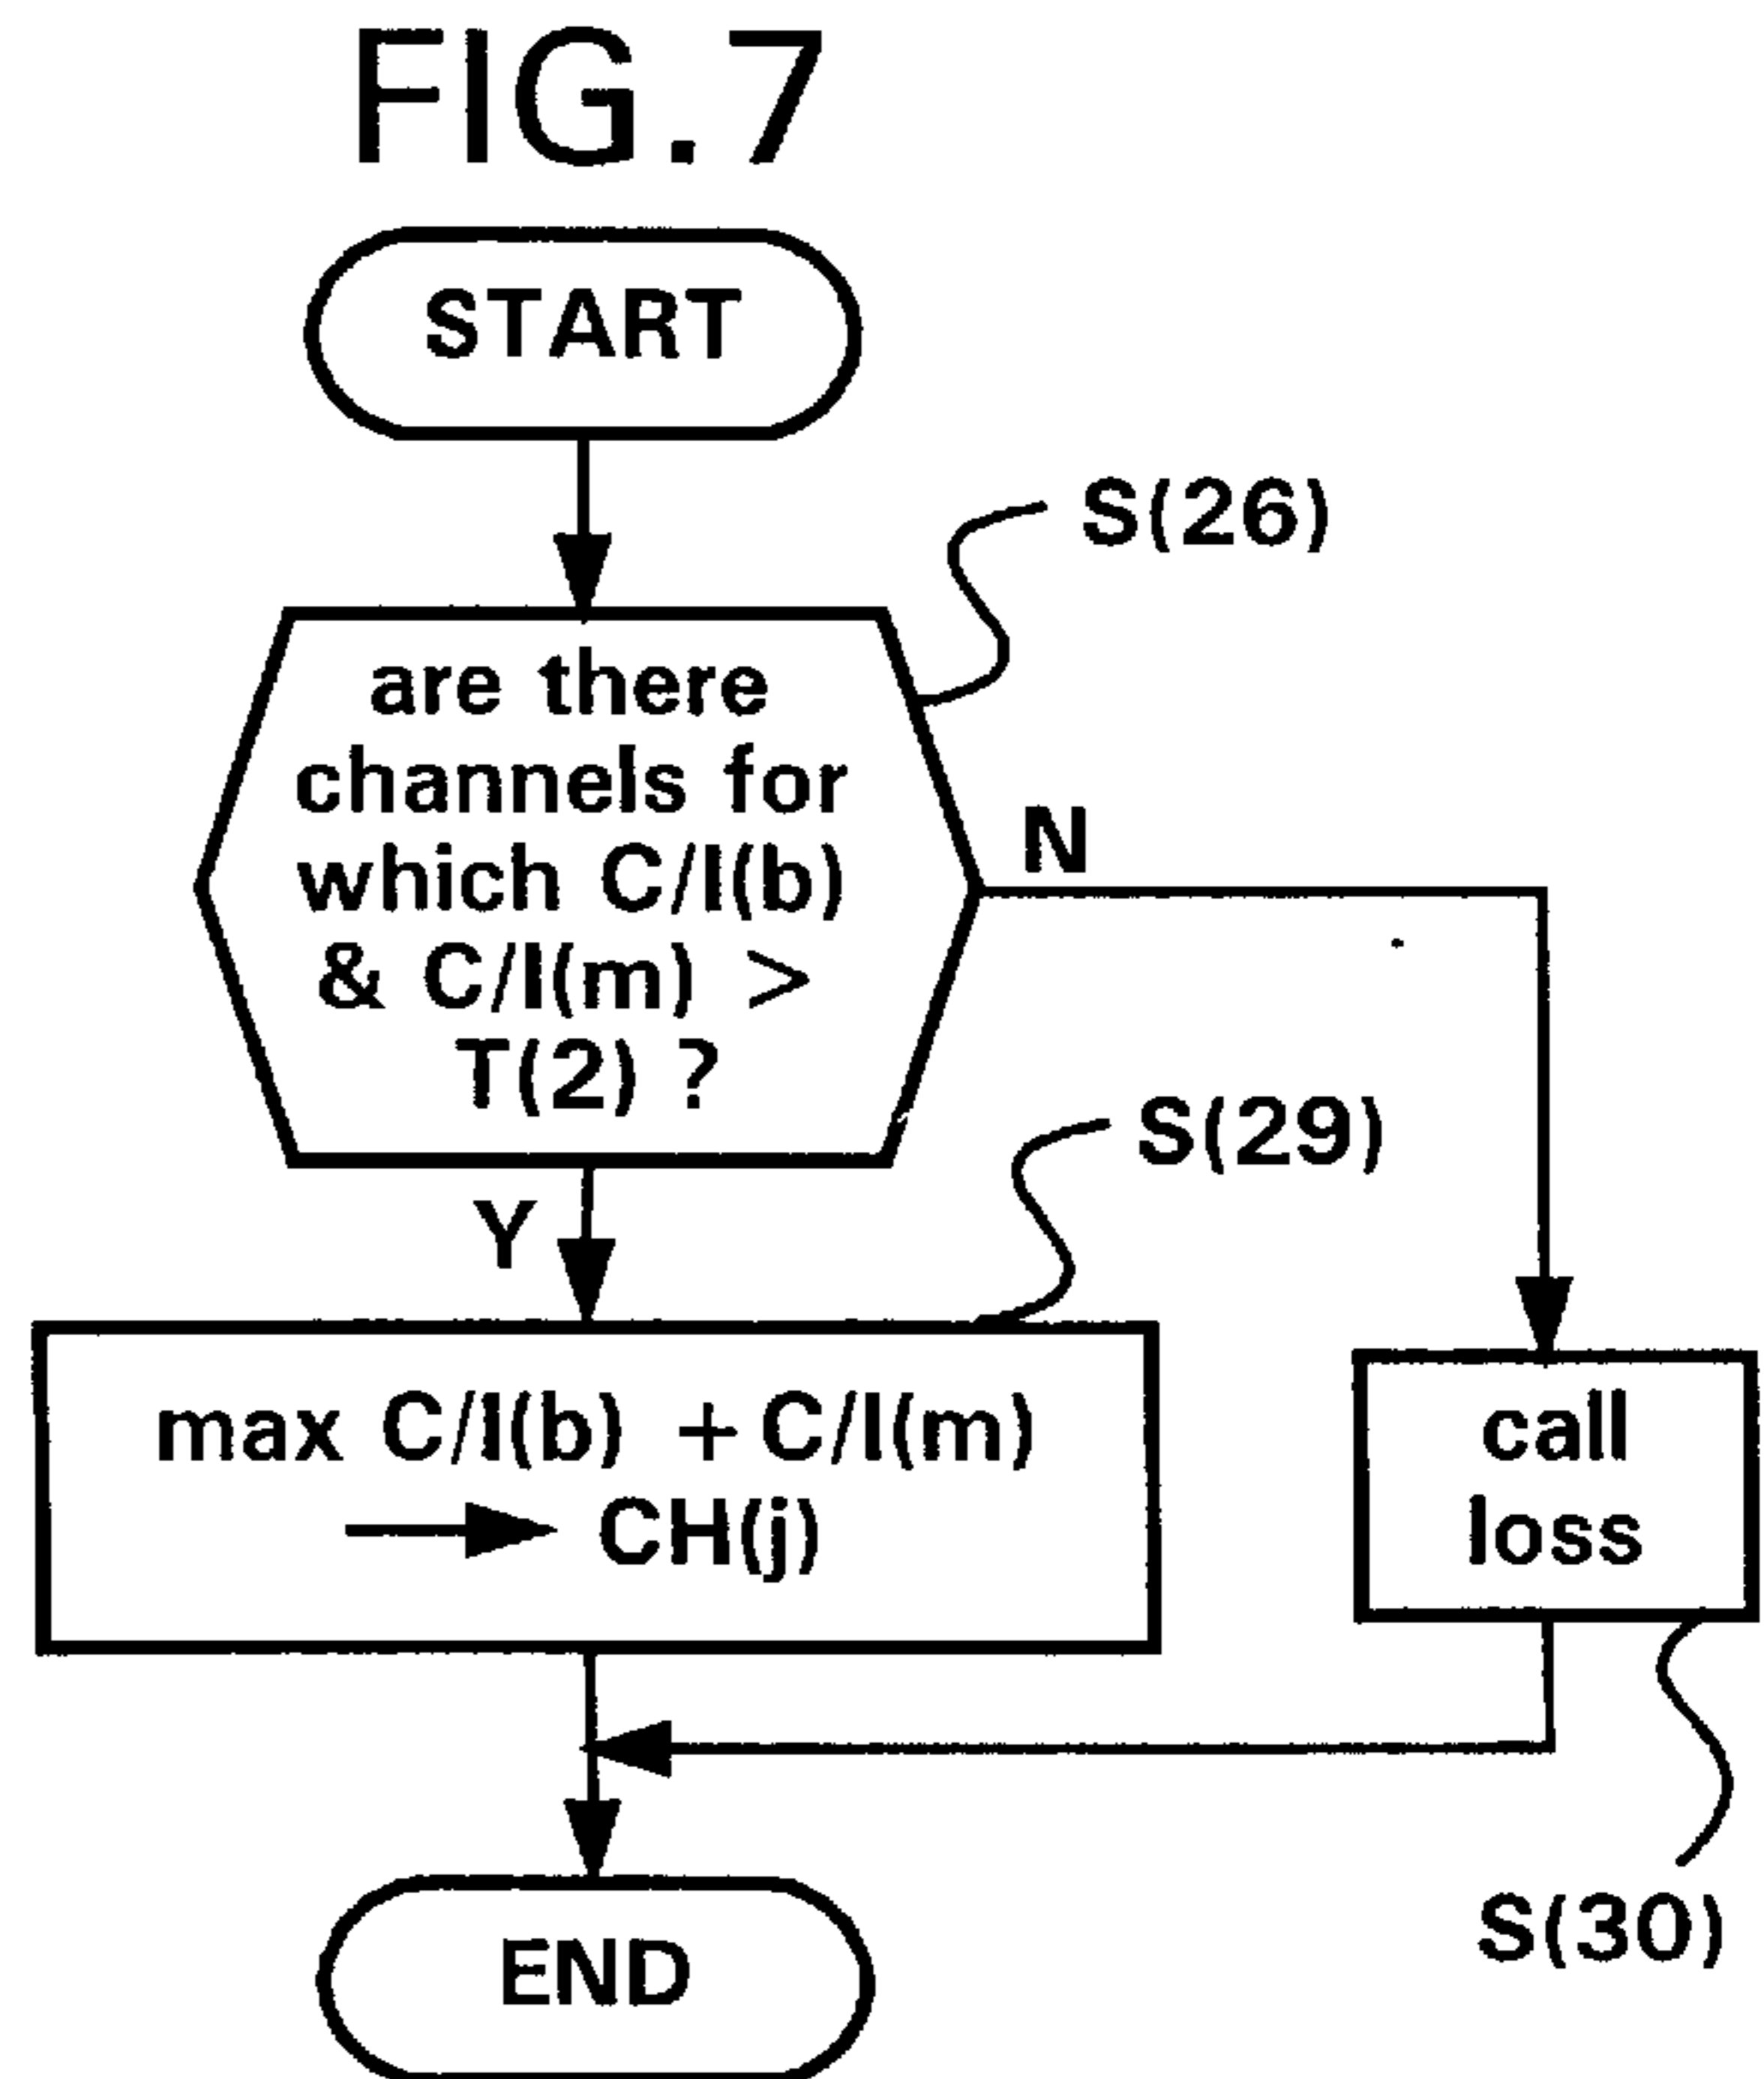 FIG.7
START
S(26)
are there
channels for
which C/I(b)
& C/I(m) >
T(2) ?
N
Y
S(29)
max C/I(b) + C/I(m)
→ CH(j)
call
loss
S(30)
END